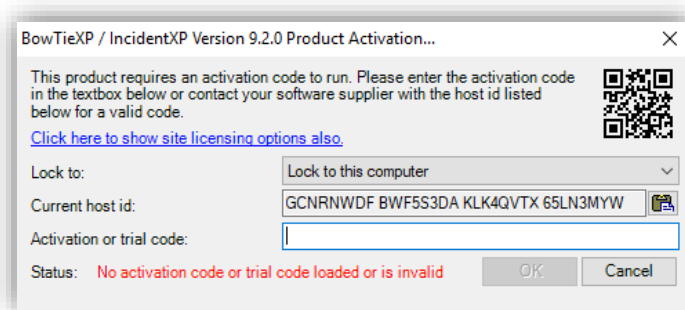 BowTieXP / IncidentXP Version 9.2.0 Product Activation...
This product requires an activation code to run. Please enter the activation code
in the textbox below or contact your software supplier with the host id listed
below for a valid code.
Click here to show site licensing options also.
Lock to: Lock to this computer
Current host id: GCNRNWDF BWF5S3DA KLK4QVTX 65LN3MYW
Activation or trial code:
Status: No activation code or trial code loaded or is invalid OK Cancel